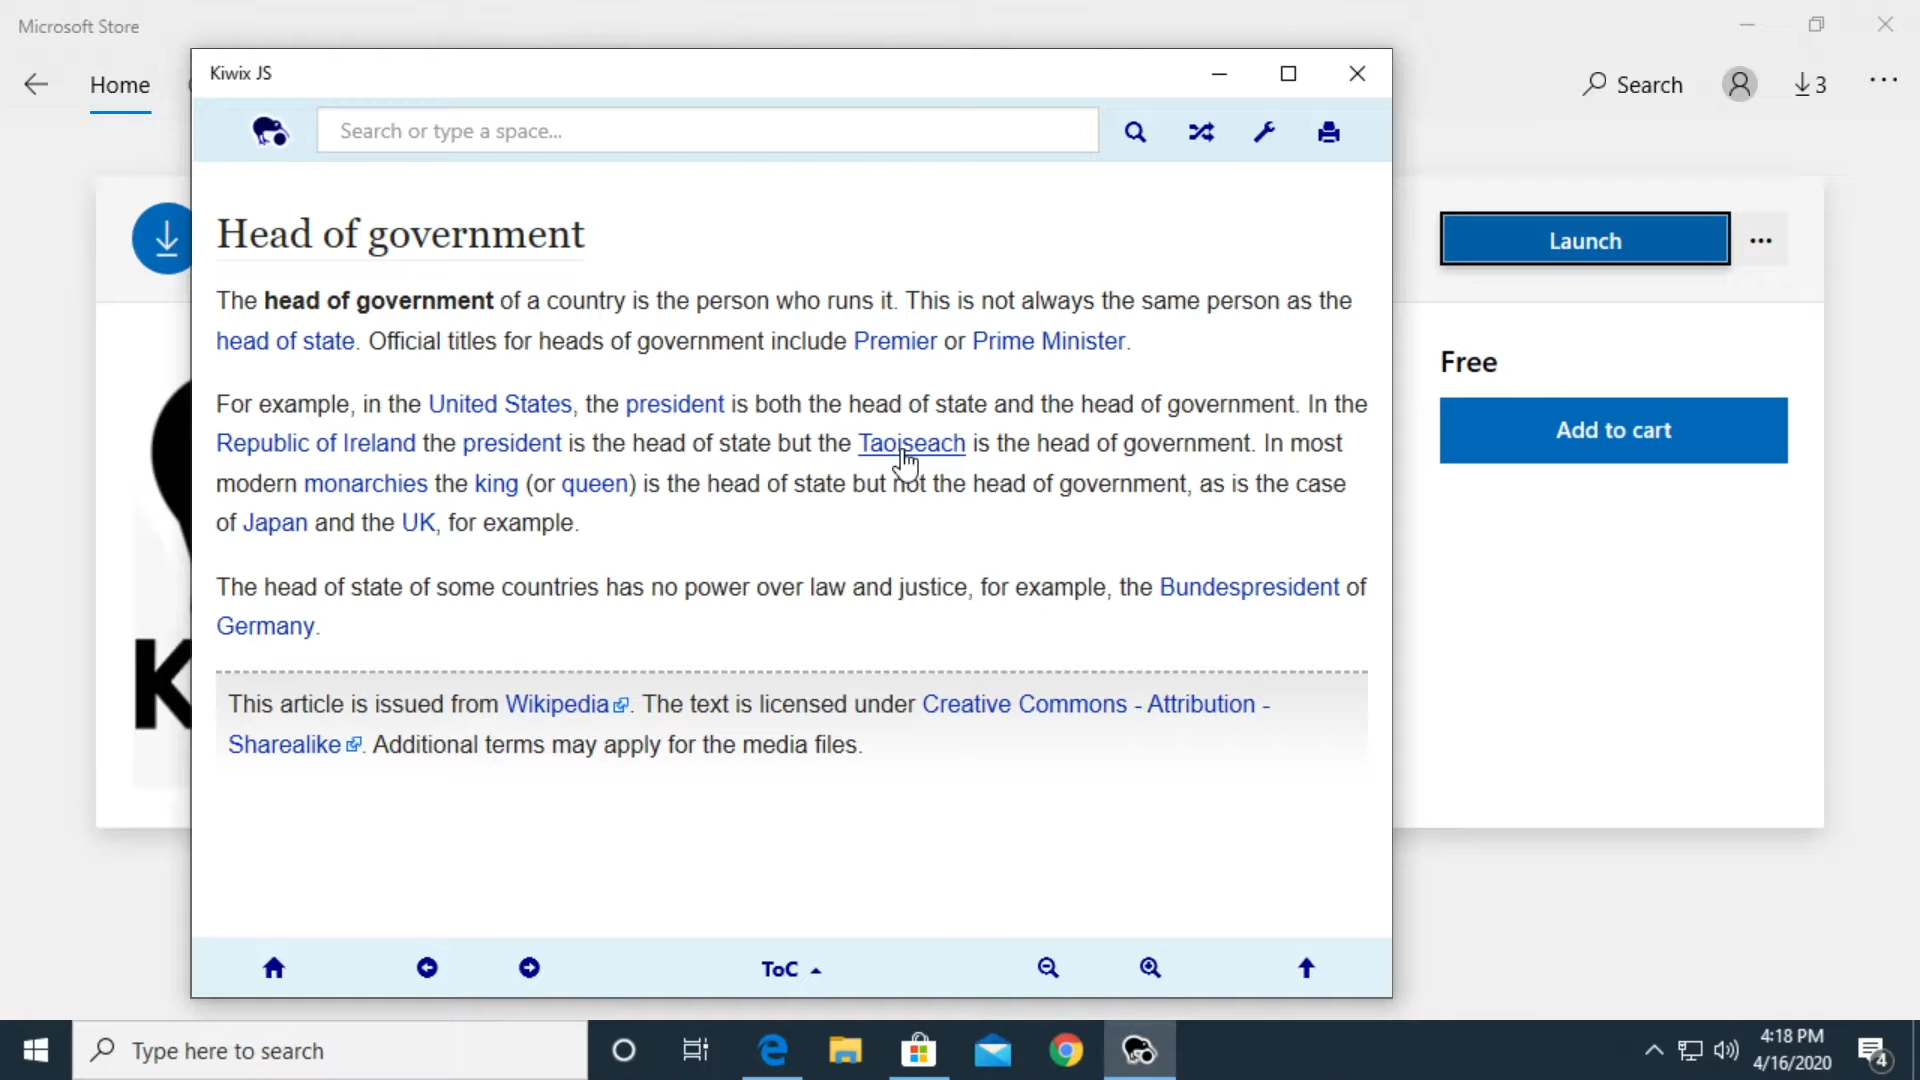 Microsoft Store
Home
Search
3
Kiwix JS
Search or type a space...
Launch
Free
Add to cart
Head of government
The head of government of a country is the person who runs it. This is not always the same person as the
head of state. Official titles for heads of government include Premier or Prime Minister.
For example, in the United States, the president is both the head of state and the head of government. In the
Republic of Ireland the president is the head of state but the Taoiseach is the head of government. In most
modern monarchies the king (or queen) is the head of state but not the head of government, as is the case
of Japan and the UK, for example.
The head of state of some countries has no power over law and justice, for example, the Bundespresident of
Germany.
K
This article is issued from Wikipedia. The text is licensed under Creative Commons - Attribution -
Sharealike. Additional terms may apply for the media files.
ToC
Type here to search
4:18 PM
4/16/2020
4